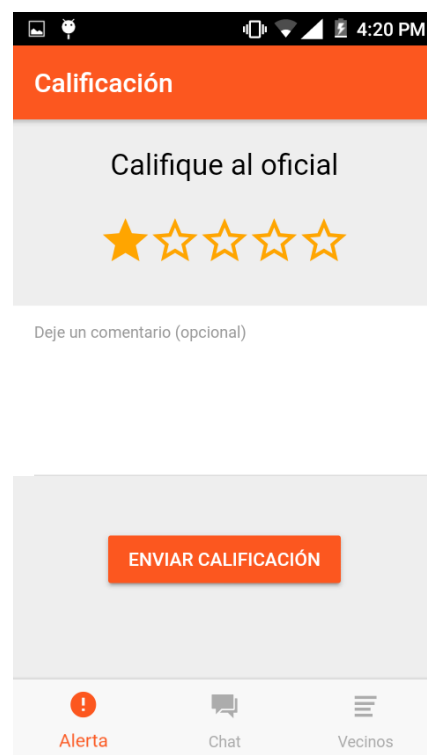 4:20 PM
Calificación
Califique al oficial
Deje un comentario (opcional)
ENVIAR CALIFICACIÓN
Alerta
Chat
Vecinos